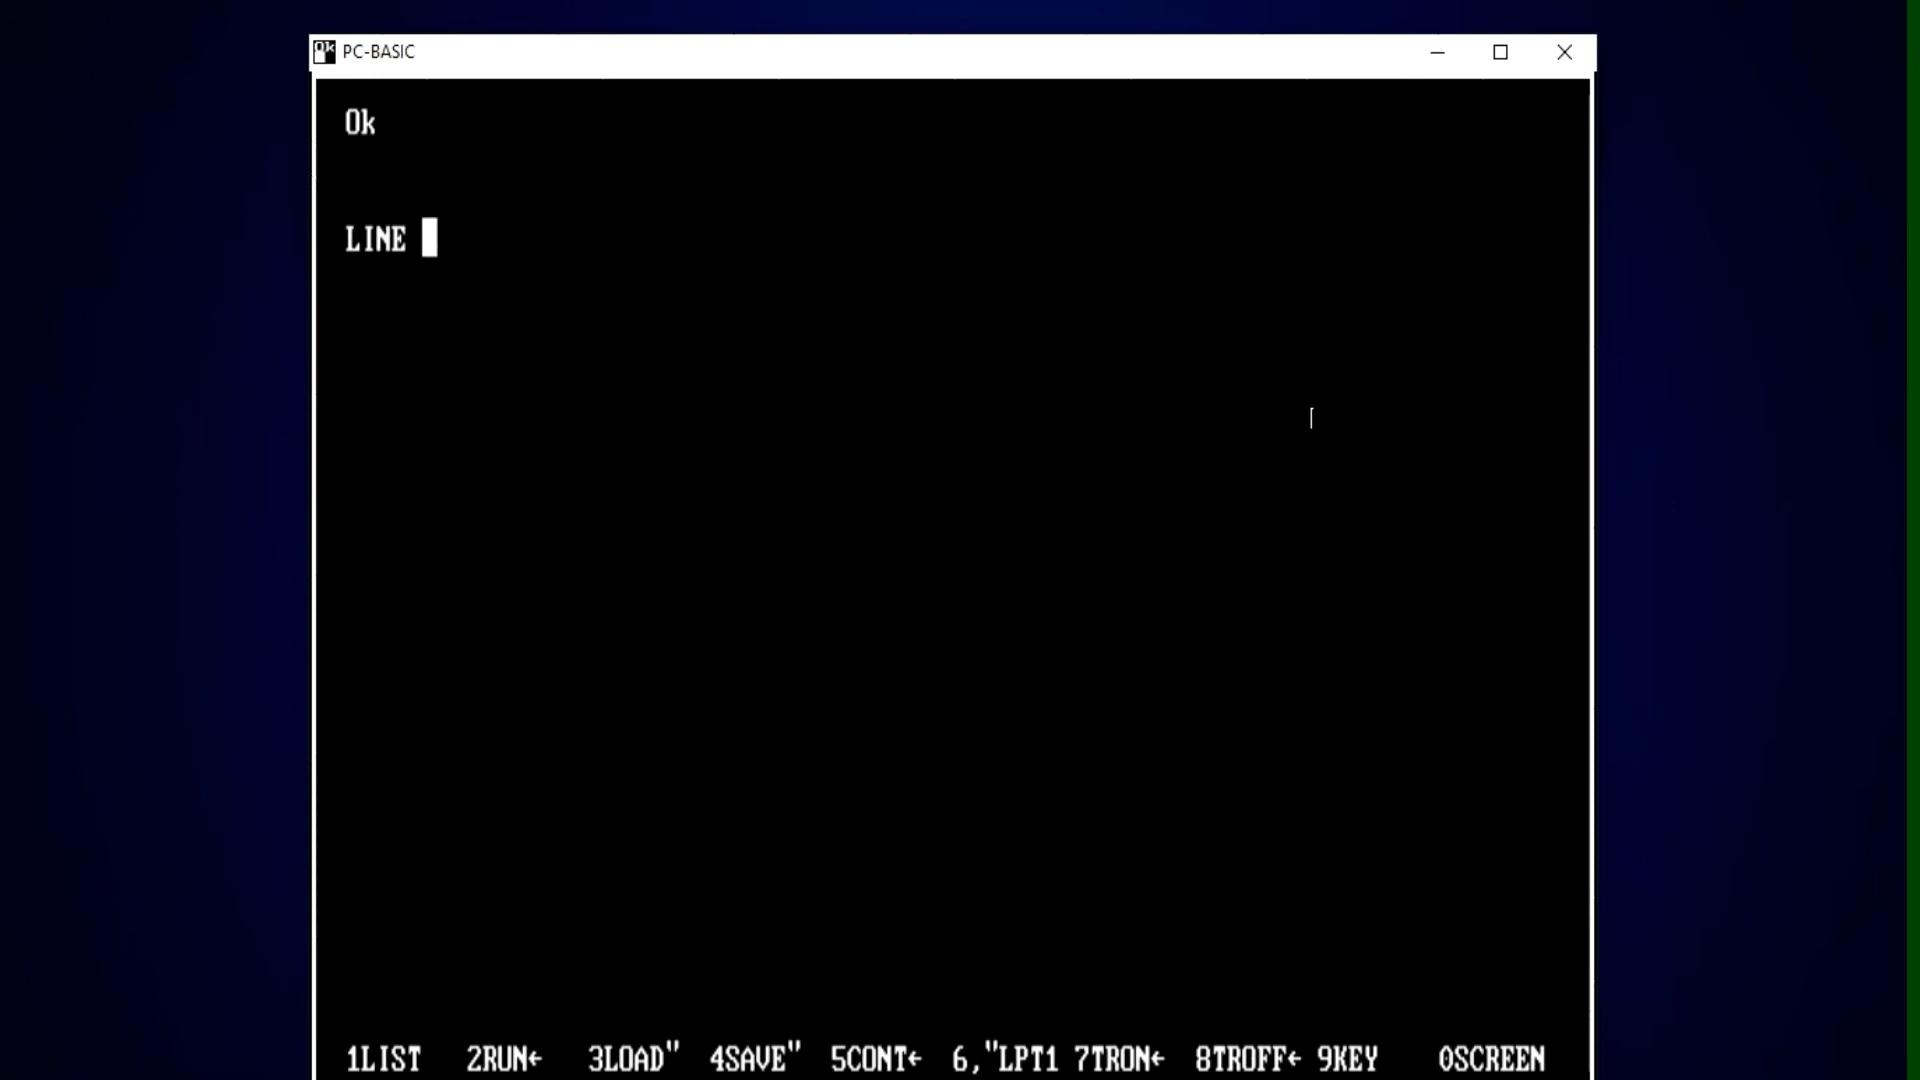 PC-BASIC
Ok
LINE
1LIST 2RUN← 3LOAD" 4SAVE" 5CONT← 6,"LPT1 7TRON← 8TROFF← 9KEY 0SCREEN